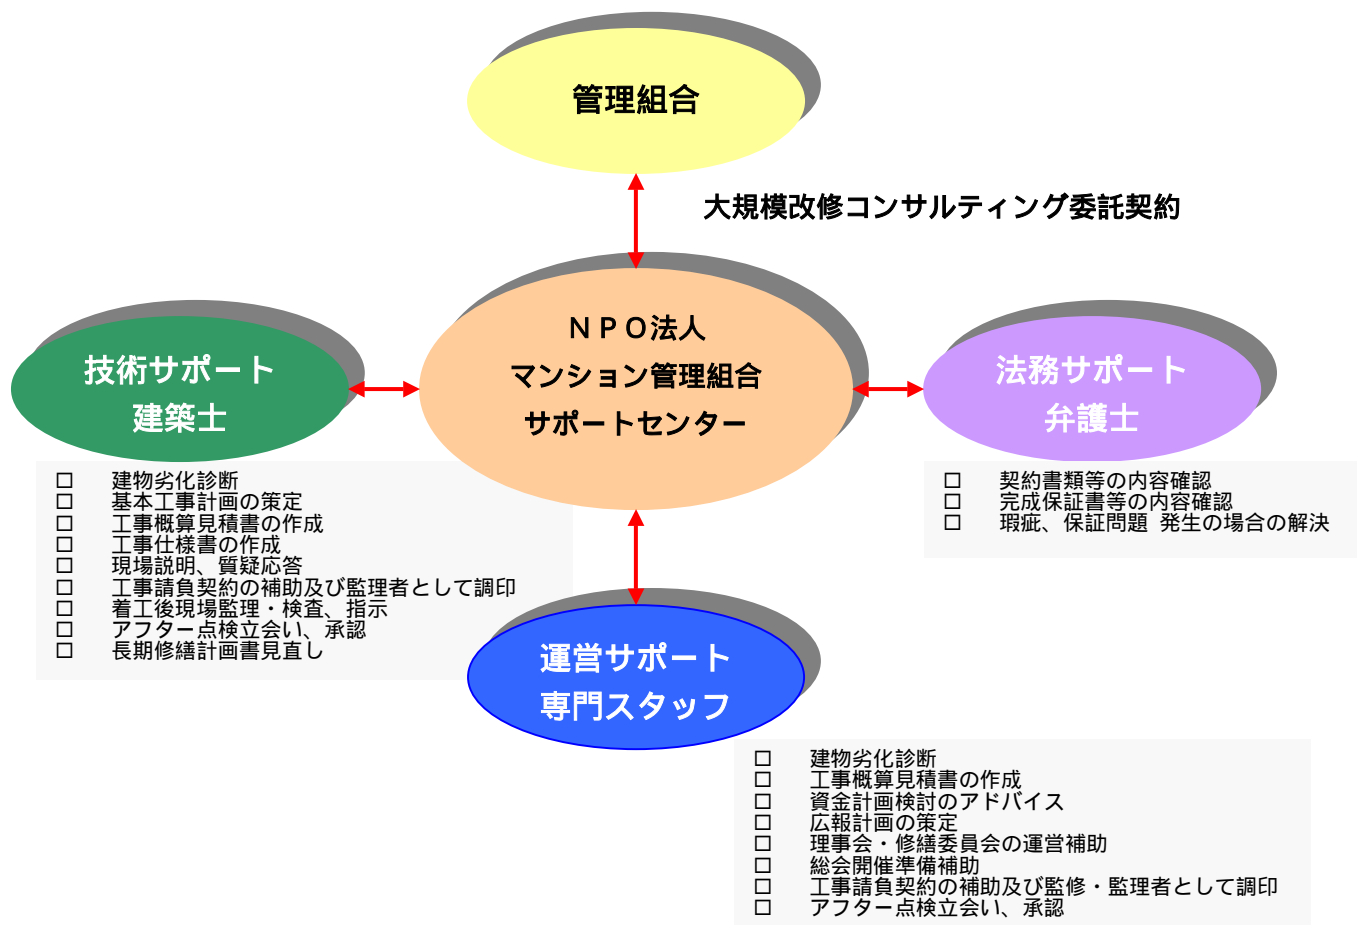 管理組合
大規模改修コンサルティング委託契約
ＮＰＯ法人
マンション管理組合
サポートセンター
技術サポート
建築士
法務サポート
弁護士
□ 建物劣化診断
□ 基本工事計画の策定
□ 工事概算見積書の作成
□ 工事仕様書の作成
□ 現場説明、質疑応答
□ 工事請負契約の補助及び監理者として調印
□ 着工後現場監理・検査、指示
□ アフター点検立会い、承認
□ 長期修繕計画書見直し
□ 契約書類等の内容確認
□ 完成保証書等の内容確認
□ 瑕疵、保証問題 発生の場合の解決
運営サポート
専門スタッフ
□ 建物劣化診断
□ 工事概算見積書の作成
□ 資金計画検討のアドバイス
□ 広報計画の策定
□ 理事会・修繕委員会の運営補助
□ 総会開催準備補助
□ 工事請負契約の補助及び監修・監理者として調印
□ アフター点検立会い、承認